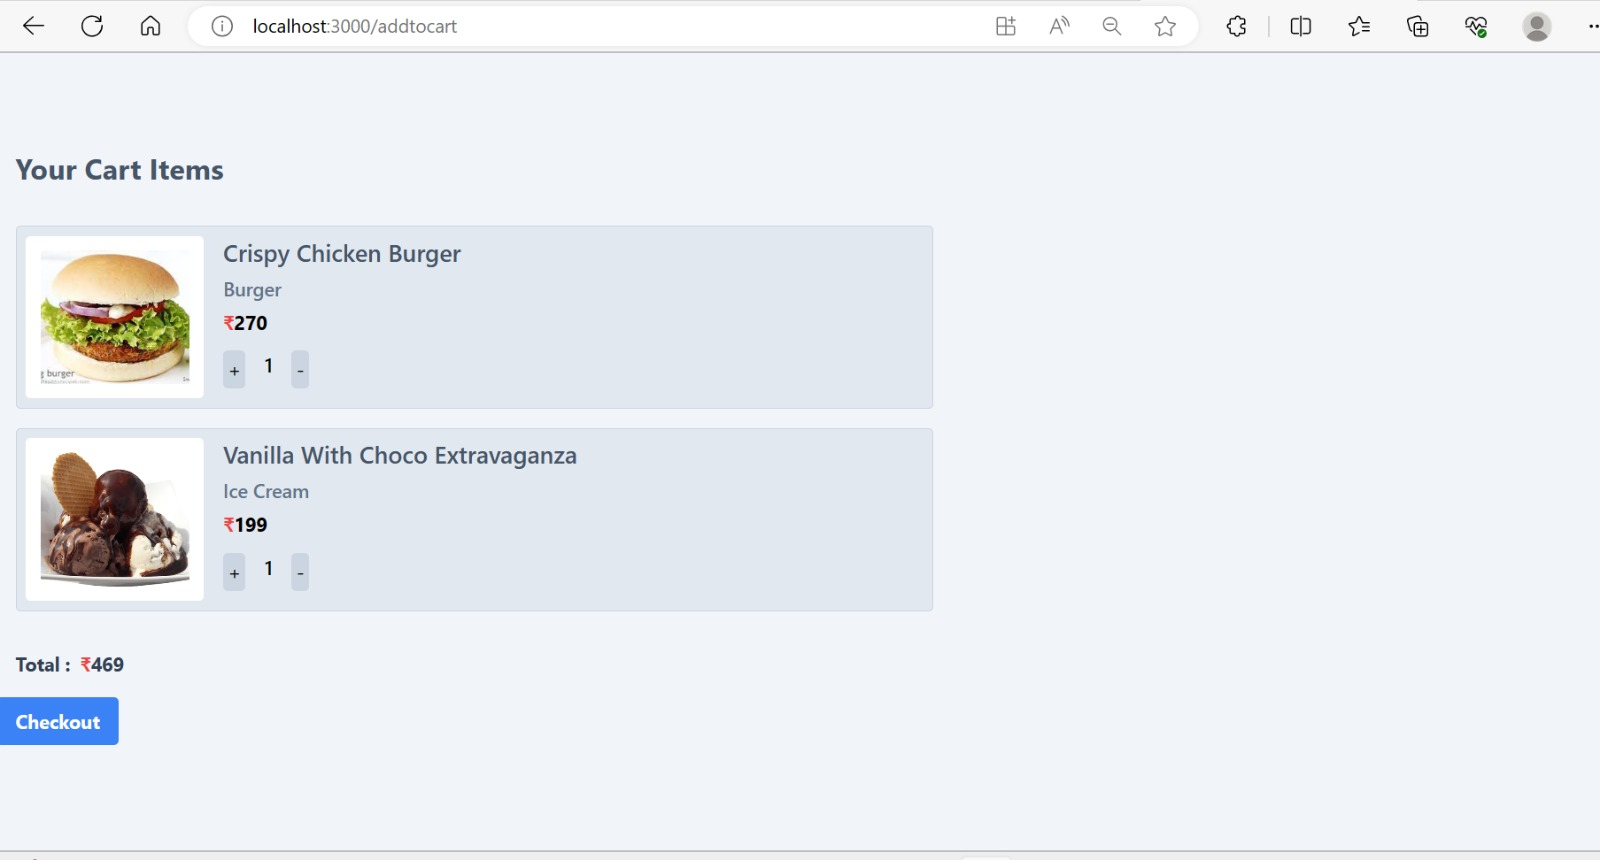 localhost:3000/addtocart
Your Cart Items
Crispy Chicken Burger
Burger
₹270
+ 1 -
g burger
Vanilla With Choco Extravaganza
Ice Cream
₹199
+ 1 -
Total : ₹469
Checkout